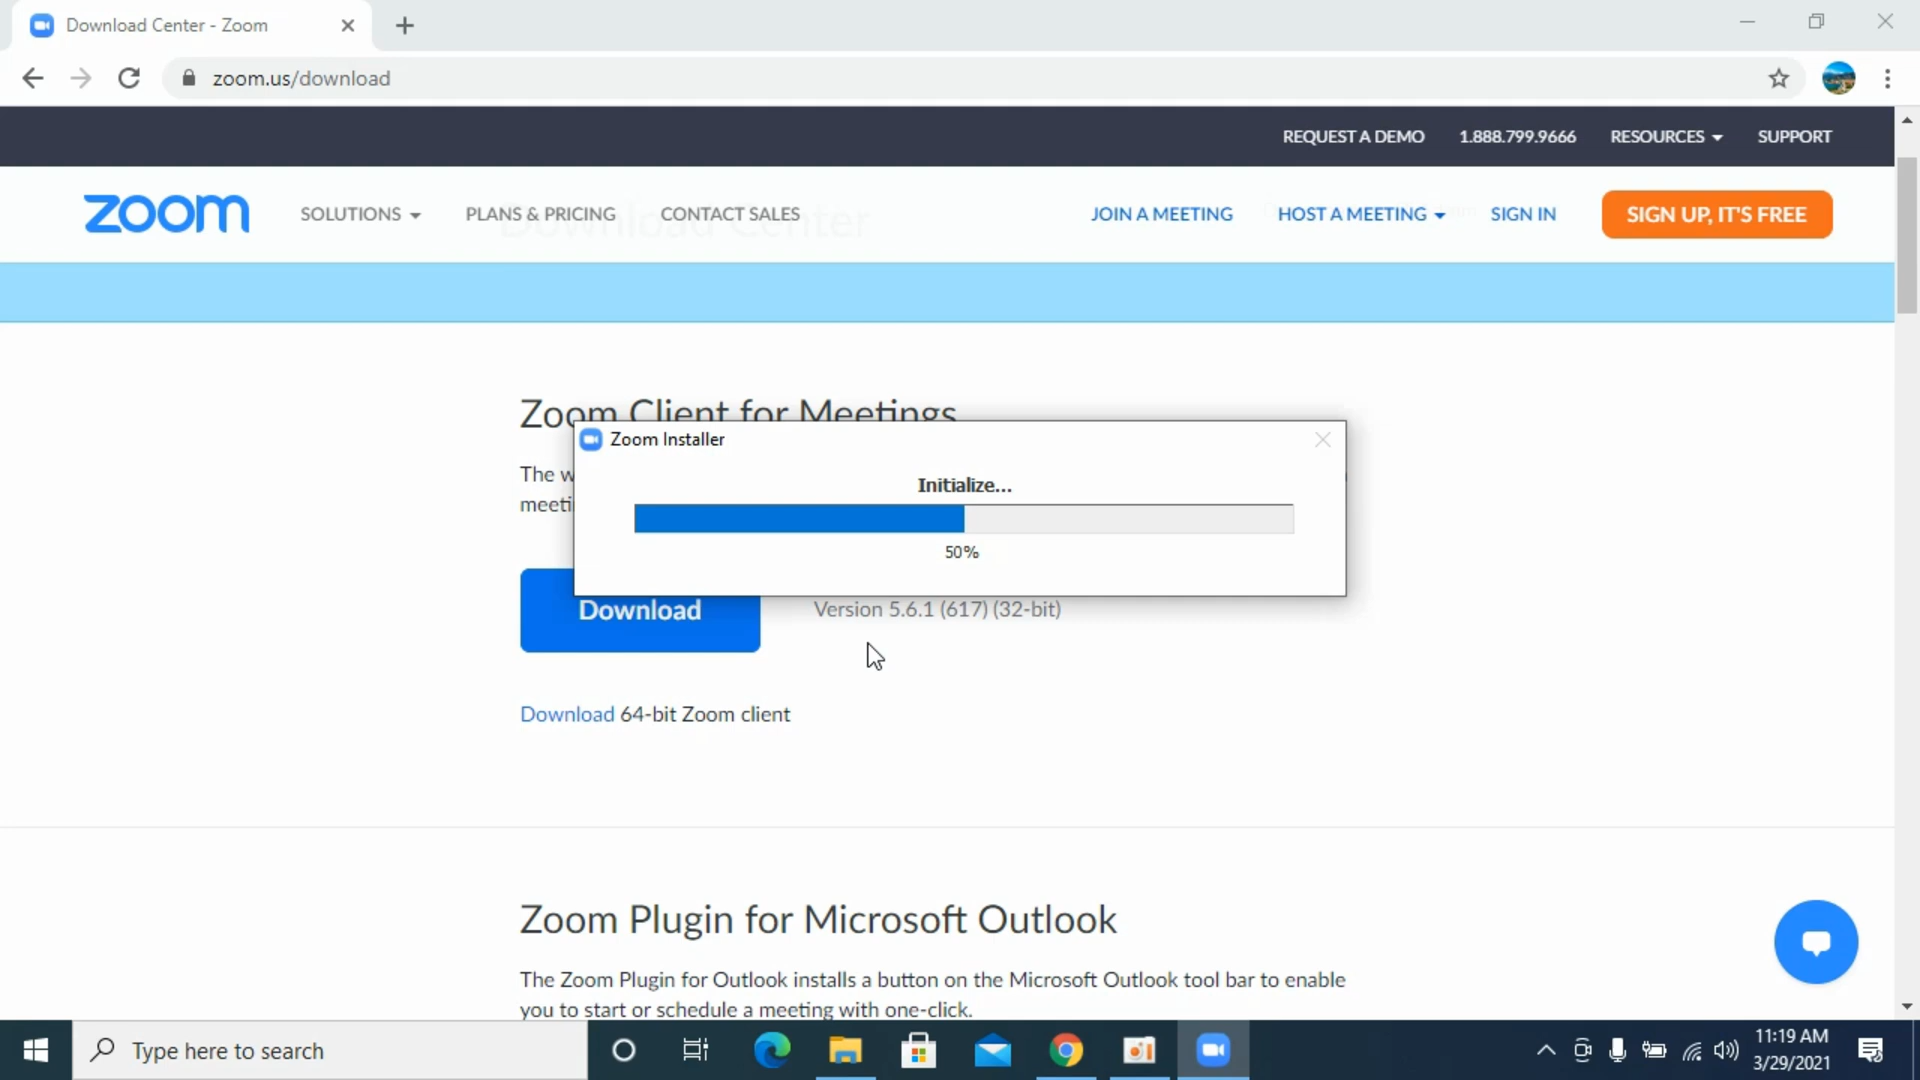 Download Center - Zoom
zoom.us/download
REQUEST A DEMO 1.888.799.9666 RESOURCES SUPPORT
zoom SOLUTIONS PLANS & PRICING CONTACT SALES JOIN A MEETING HOST A MEETING SIGN IN SIGN UP, IT'S FREE
Download Center
Zoom Client for Meetings
Zoom Installer
The
Initialize...
50%
Download Version 5.6.1 (617) (32-bit)
Download 64-bit Zoom client
Zoom Plugin for Microsoft Outlook
The Zoom Plugin for Outlook installs a button on the Microsoft Outlook tool bar to enable
you to start or schedule a meeting with one-click.
Type here to search
11:19 AM
3/29/2021